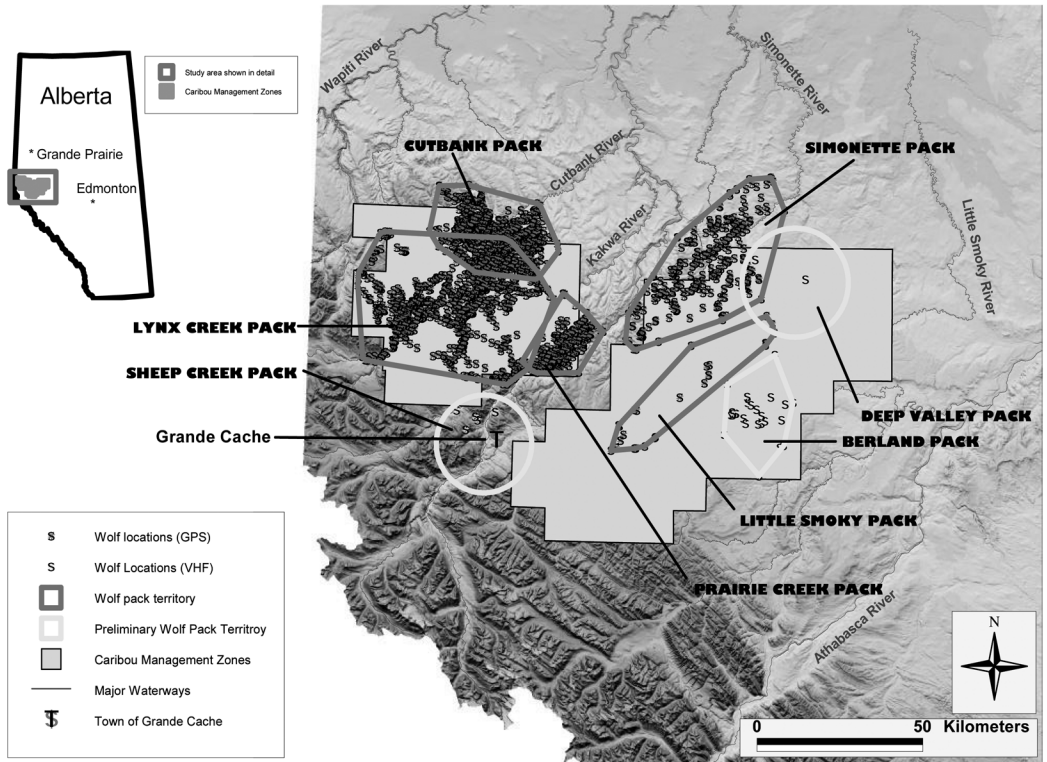 Alberta
* Grande Prairie
Edmonton
*
Study area shown in detail
Caribou Management Zones
Wapiti River
CUTBANK PACK
Cutbank River
Kakwa River
Simonette River
SIMONETTE PACK
Little Smoky River
LYNX CREEK PACK
SHEEP CREEK PACK
Grande Cache
T
DEEP VALLEY PACK
BERLAND PACK
LITTLE SMOKY PACK
PRAIRIE CREEK PACK
Athabasca River
S Wolf locations (GPS)
S Wolf Locations (VHF)
Wolf pack territory
Preliminary Wolf Pack Territroy
Caribou Management Zones
Major Waterways
Town of Grande Cache
N
0 50 Kilometers